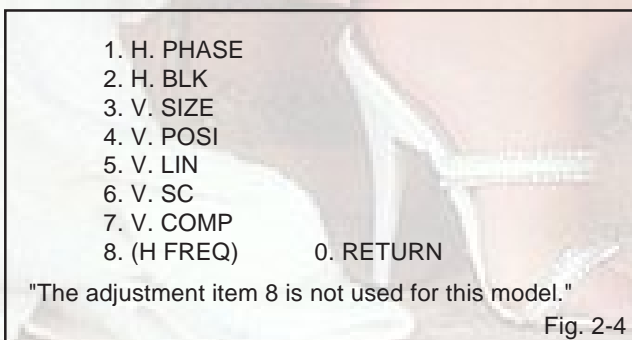 1. H. PHASE
2. H. BLK
3. V. SIZE
4. V. POSI
5. V. LIN
6. V. SC
7. V. COMP
8. (H FREQ) 0. RETURN
"The adjustment item 8 is not used for this model."
Fig. 2-4